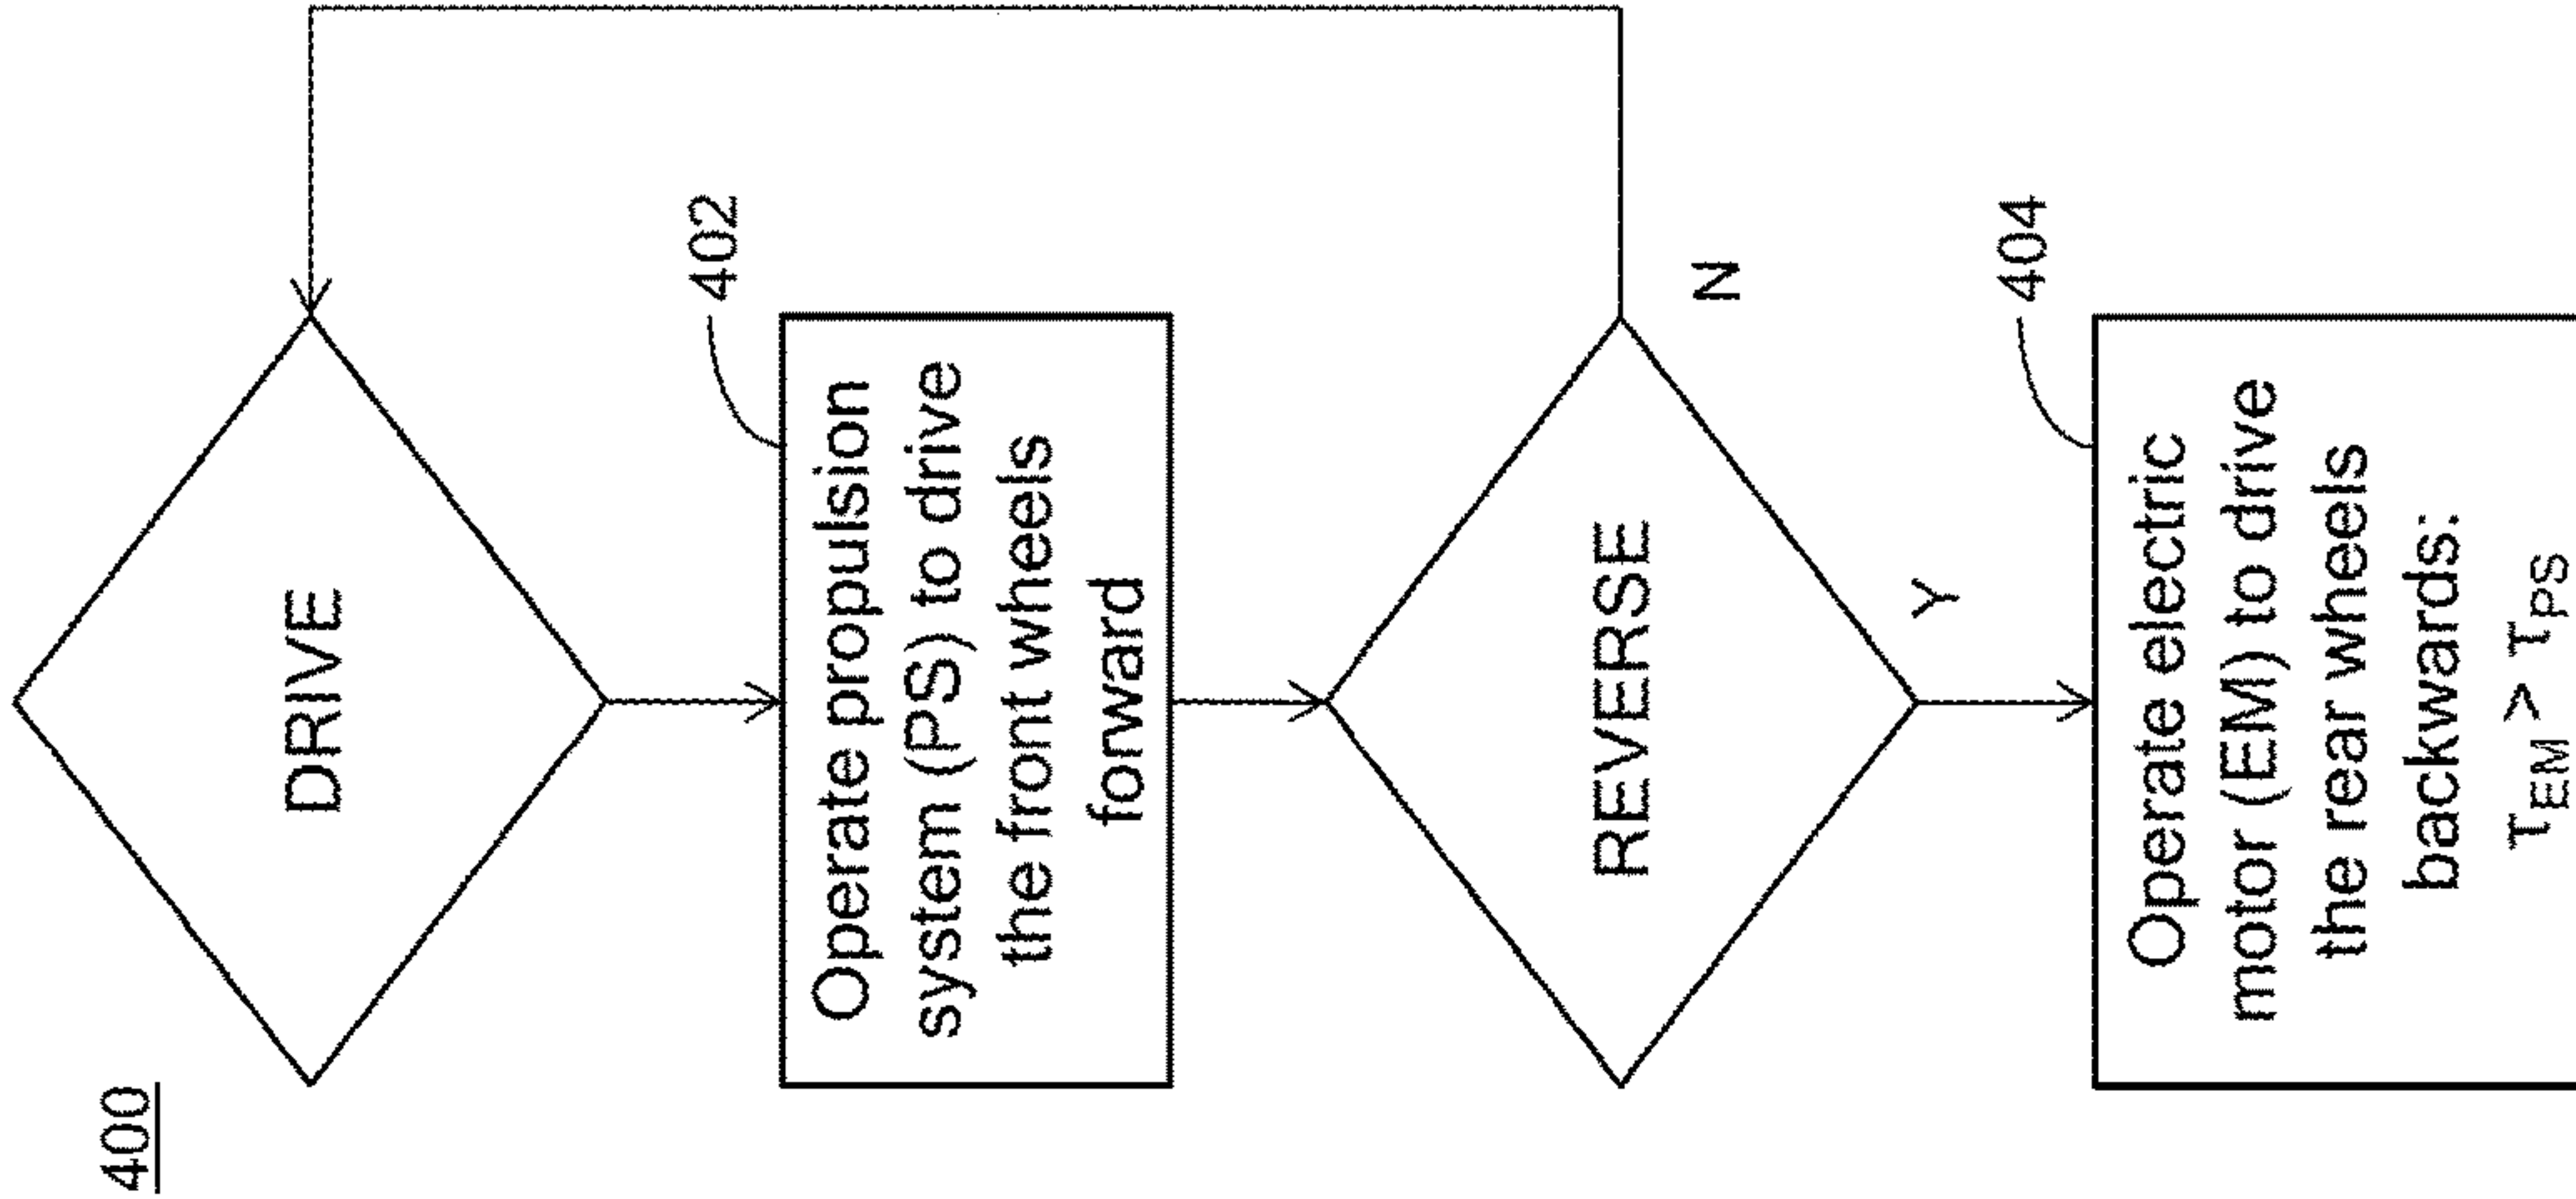 400
DRIVE
402
Operate propulsion
system (PS) to drive
the front wheels
forward
REVERSE
N
Y
404
Operate electric
motor (EM) to drive
the rear wheels
backwards:
τEM > τPS